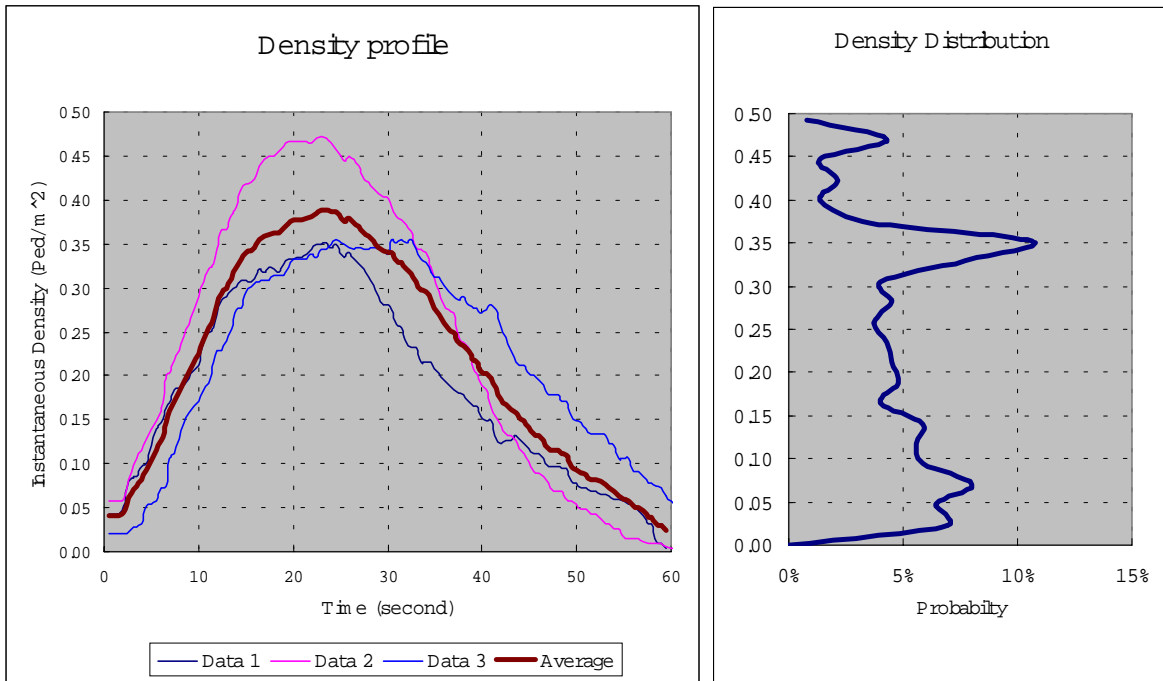 Density profile
0.50
0.45
0.40
0.35
0.30
0.25
0.20
0.15
0.10
0.05
0.00
Instantaneous Density (Ped/m^2)
0 10 20 30 40 50 60
Time (second)
Data 1 Data 2 Data 3 Average
Density Distribution
0.50
0.45
0.40
0.35
0.30
0.25
0.20
0.15
0.10
0.05
0.00
0% 5% 10% 15%
Probabilty